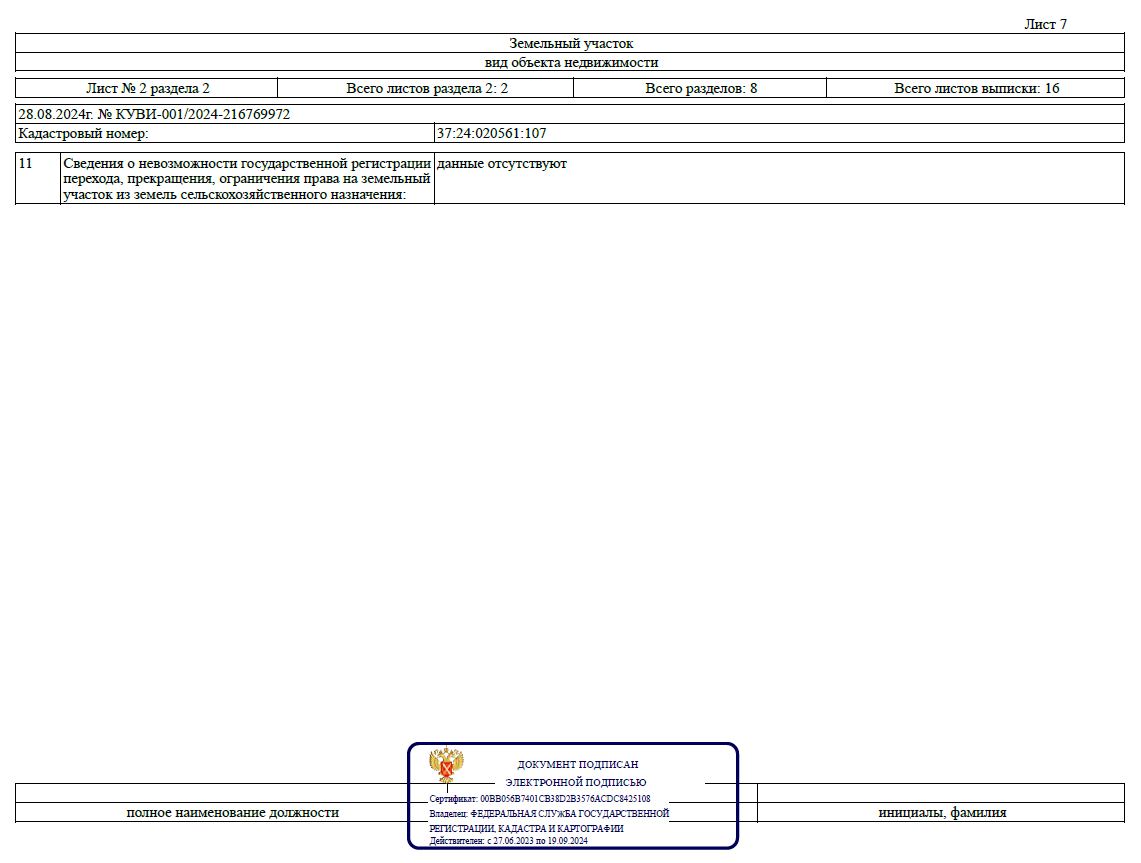 Лист 7
Земельный участок
вид объекта недвижимости
Лист № 2 раздела 2 Всего листов раздела 2: 2 Всего разделов: 8 Всего листов выписки: 16
28.08.2024г. № КУВИ-001/2024-216769972
Кадастровый номер: 37:24:020561:107
11 Сведения о невозможности государственной регистрации данные отсутствуют
перехода, прекращения, ограничения права на земельный
участок из земель сельскохозяйственного назначения:
ДОКУМЕНТ ПОДПИСАН
ЭЛЕКТРОННОЙ ПОДПИСЬЮ
Сертификат: 00BB056B7401CB38D2B3576ACDC8425108
Владелец: ФЕДЕРАЛЬНАЯ СЛУЖБА ГОСУДАРСТВЕННОЙ
РЕГИСТРАЦИИ, КАДАСТРА И КАРТОГРАФИИ
Действителен: с 27.06.2023 по 19.09.2024
полное наименование должности инициалы, фамилия